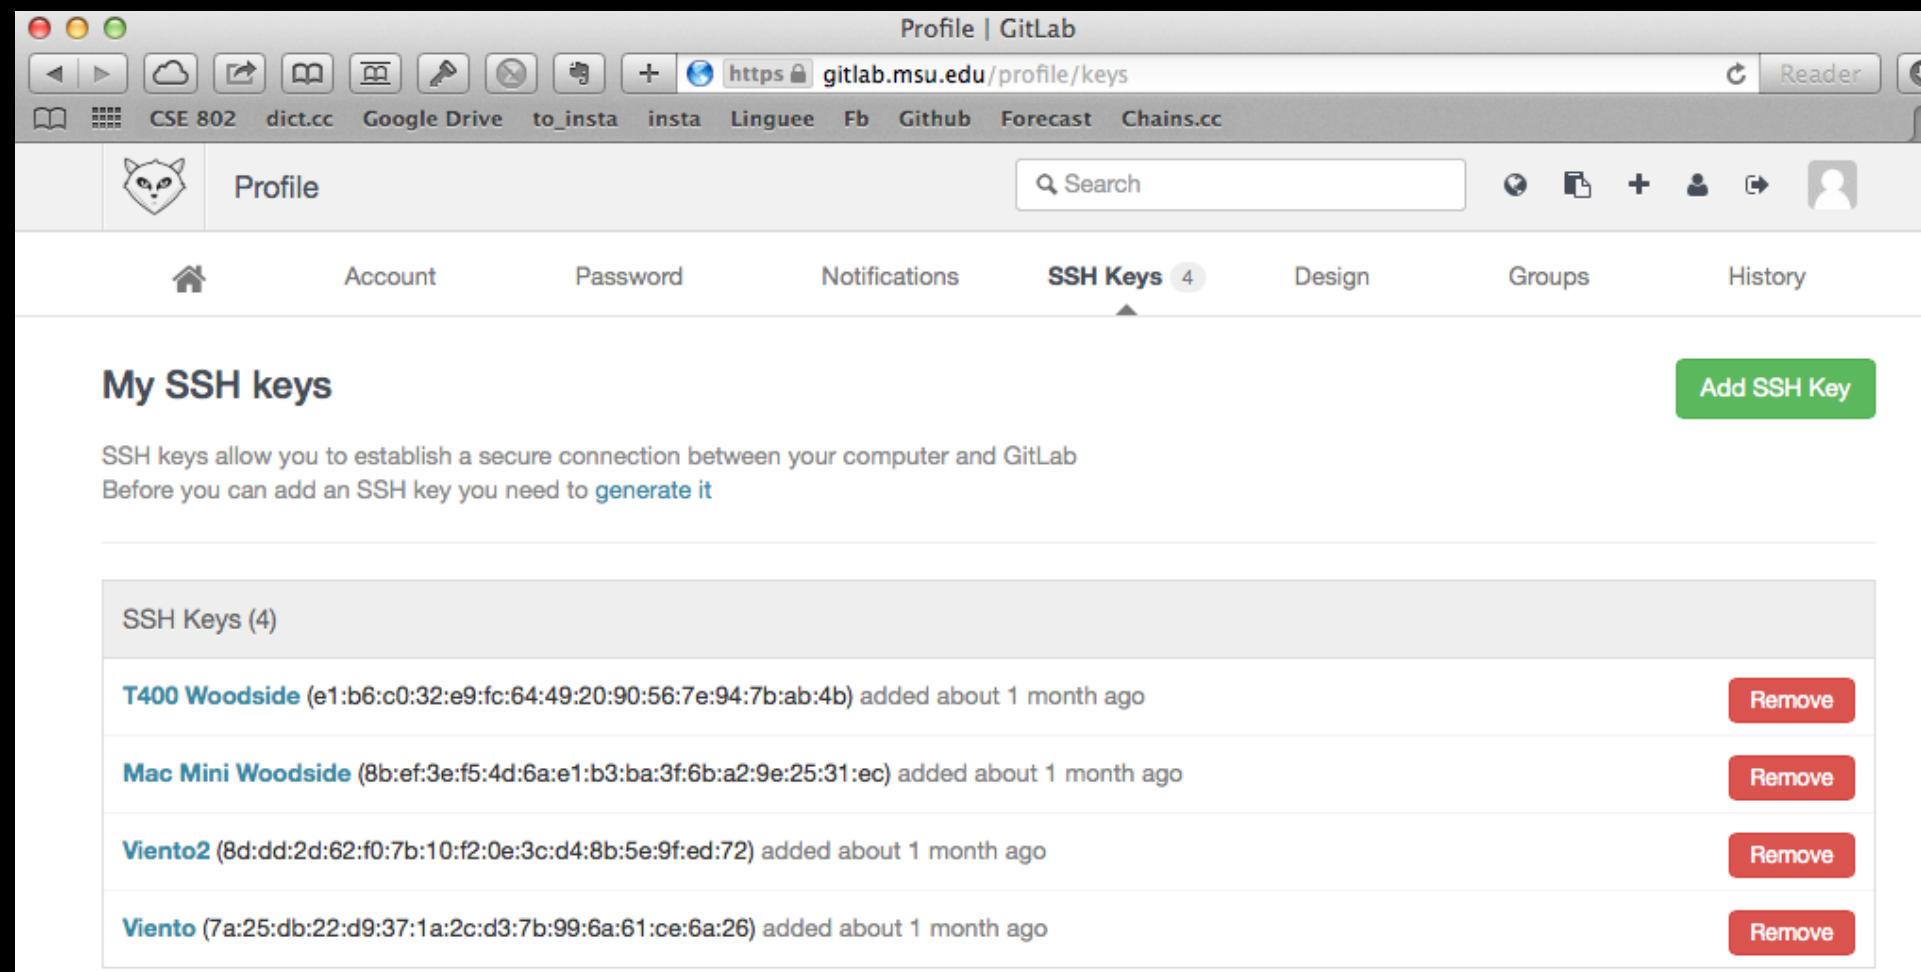 Profile | GitLab
https gitlab.msu.edu/profile/keys Reader
CSE 802 dict.cc Google Drive to_insta insta Linguee Fb Github Forecast Chains.cc
Profile Search
Account Password Notifications SSH Keys 4 Design Groups History
My SSH keys Add SSH Key
SSH keys allow you to establish a secure connection between your computer and GitLab
Before you can add an SSH key you need to generate it
SSH Keys (4)
T400 Woodside (e1:b6:c0:32:e9:fc:64:49:20:90:56:7e:94:7b:ab:4b) added about 1 month ago Remove
Mac Mini Woodside (8b:ef:3e:f5:4d:6a:e1:b3:ba:3f:6b:a2:9e:25:31:ec) added about 1 month ago Remove
Viento2 (8d:dd:2d:62:f0:7b:10:f2:0e:3c:d4:8b:5e:9f:ed:72) added about 1 month ago Remove
Viento (7a:25:db:22:d9:37:1a:2c:d3:7b:99:6a:61:ce:6a:26) added about 1 month ago Remove